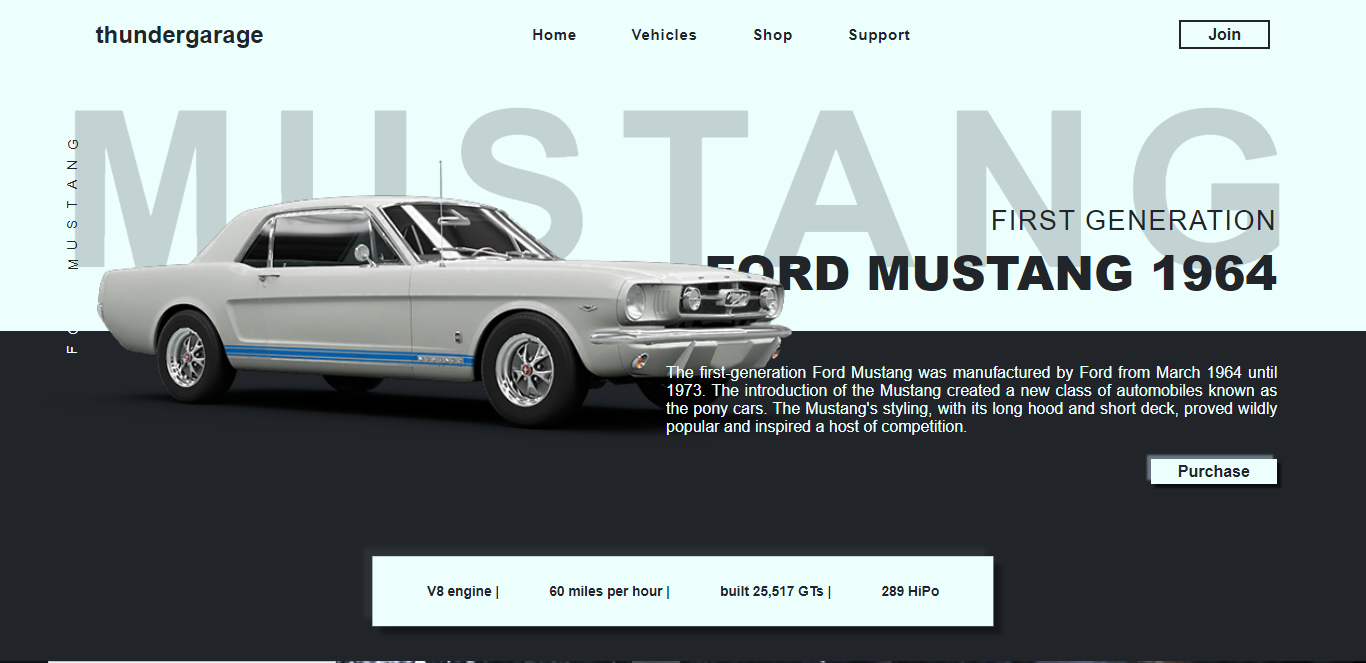 thundergarage
Home Vehicles Shop Support
Join
MUSTANG
FORD MUSTANG
FIRST GENERATION
FORD MUSTANG 1964
The first-generation Ford Mustang was manufactured by Ford from March 1964 until
1973. The introduction of the Mustang created a new class of automobiles known as
the pony cars. The Mustang's styling, with its long hood and short deck, proved wildly
popular and inspired a host of competition.
Purchase
V8 engine | 60 miles per hour | built 25,517 GTs | 289 HiPo